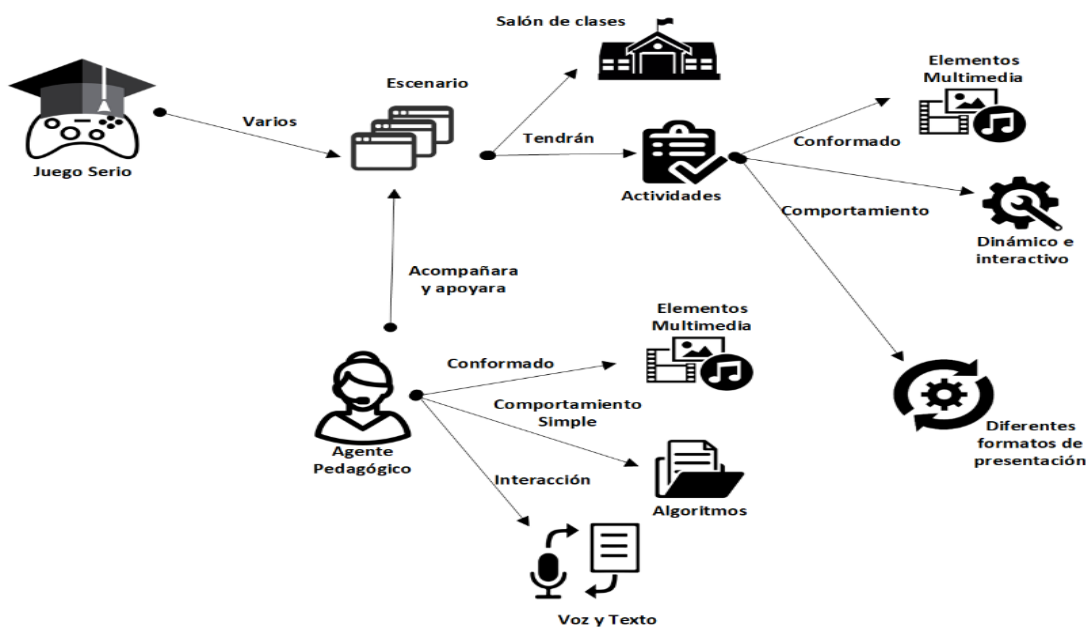 Salón de clases
Elementos
Multimedia
Escenario
Varios
Tendrán
Conformado
Juego Serio
Actividades
Comportamiento
Dinámico e
interactivo
Acompañara
y apoyara
Elementos
Multimedia
Conformado
Comportamiento
Simple
Diferentes
formatos de
presentación
Agente
Pedagógico
Interacción
Algoritmos
Voz y Texto